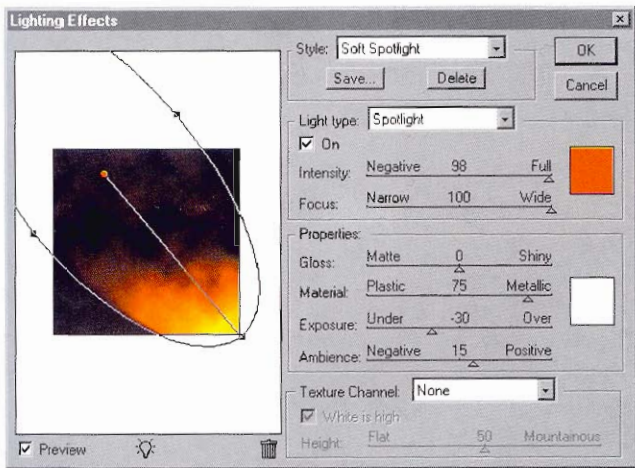 Lighting Effects
Style: Soft Spotlight
OK
Save... Delete
Cancel
Light type: Spotlight
On
Intensity: Negative 98 Full
Focus: Narrow 100 Wide
Properties:
Gloss: Matte 0 Shiny
Material: Plastic 75 Metallic
Exposure: Under -30 Over
Ambience: Negative 15 Positive
Texture Channel: None
White is high
Height: Flat 50 Mountainous
Preview